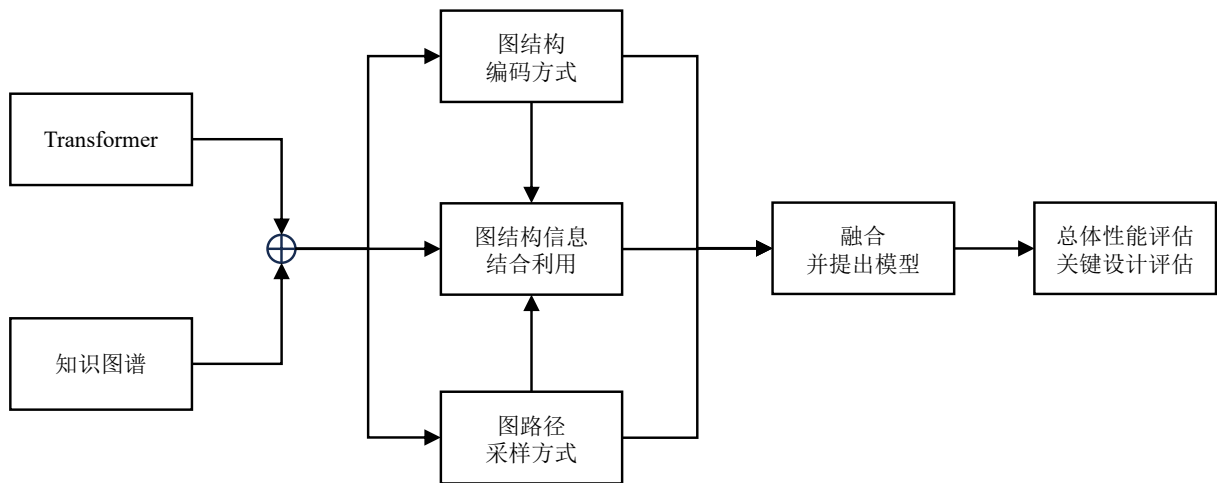 Transformer
知识图谱
图结构
编码方式
图结构信息
结合利用
图路径
采样方式
融合
并提出模型
总体性能评估
关键设计评估